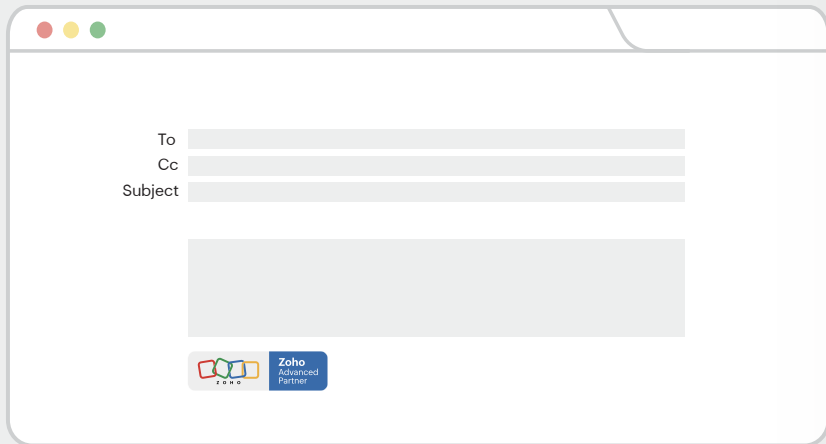 To
Cc
Subject
ZOHO
Zoho
Advanced
Partner